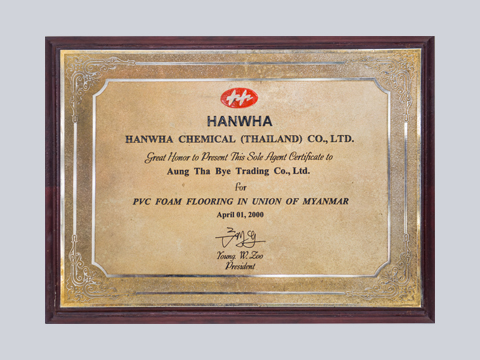 HANWHA
HANWHA CHEMICAL (THAILAND) CO., LTD.
Great Honor to Present This Sole Agent Certificate to
Aung Tha Bye Trading Co., Ltd.
for
PVC FOAM FLOORING IN UNION OF MYANMAR
April 01, 2000
Young. W. Zoo
President